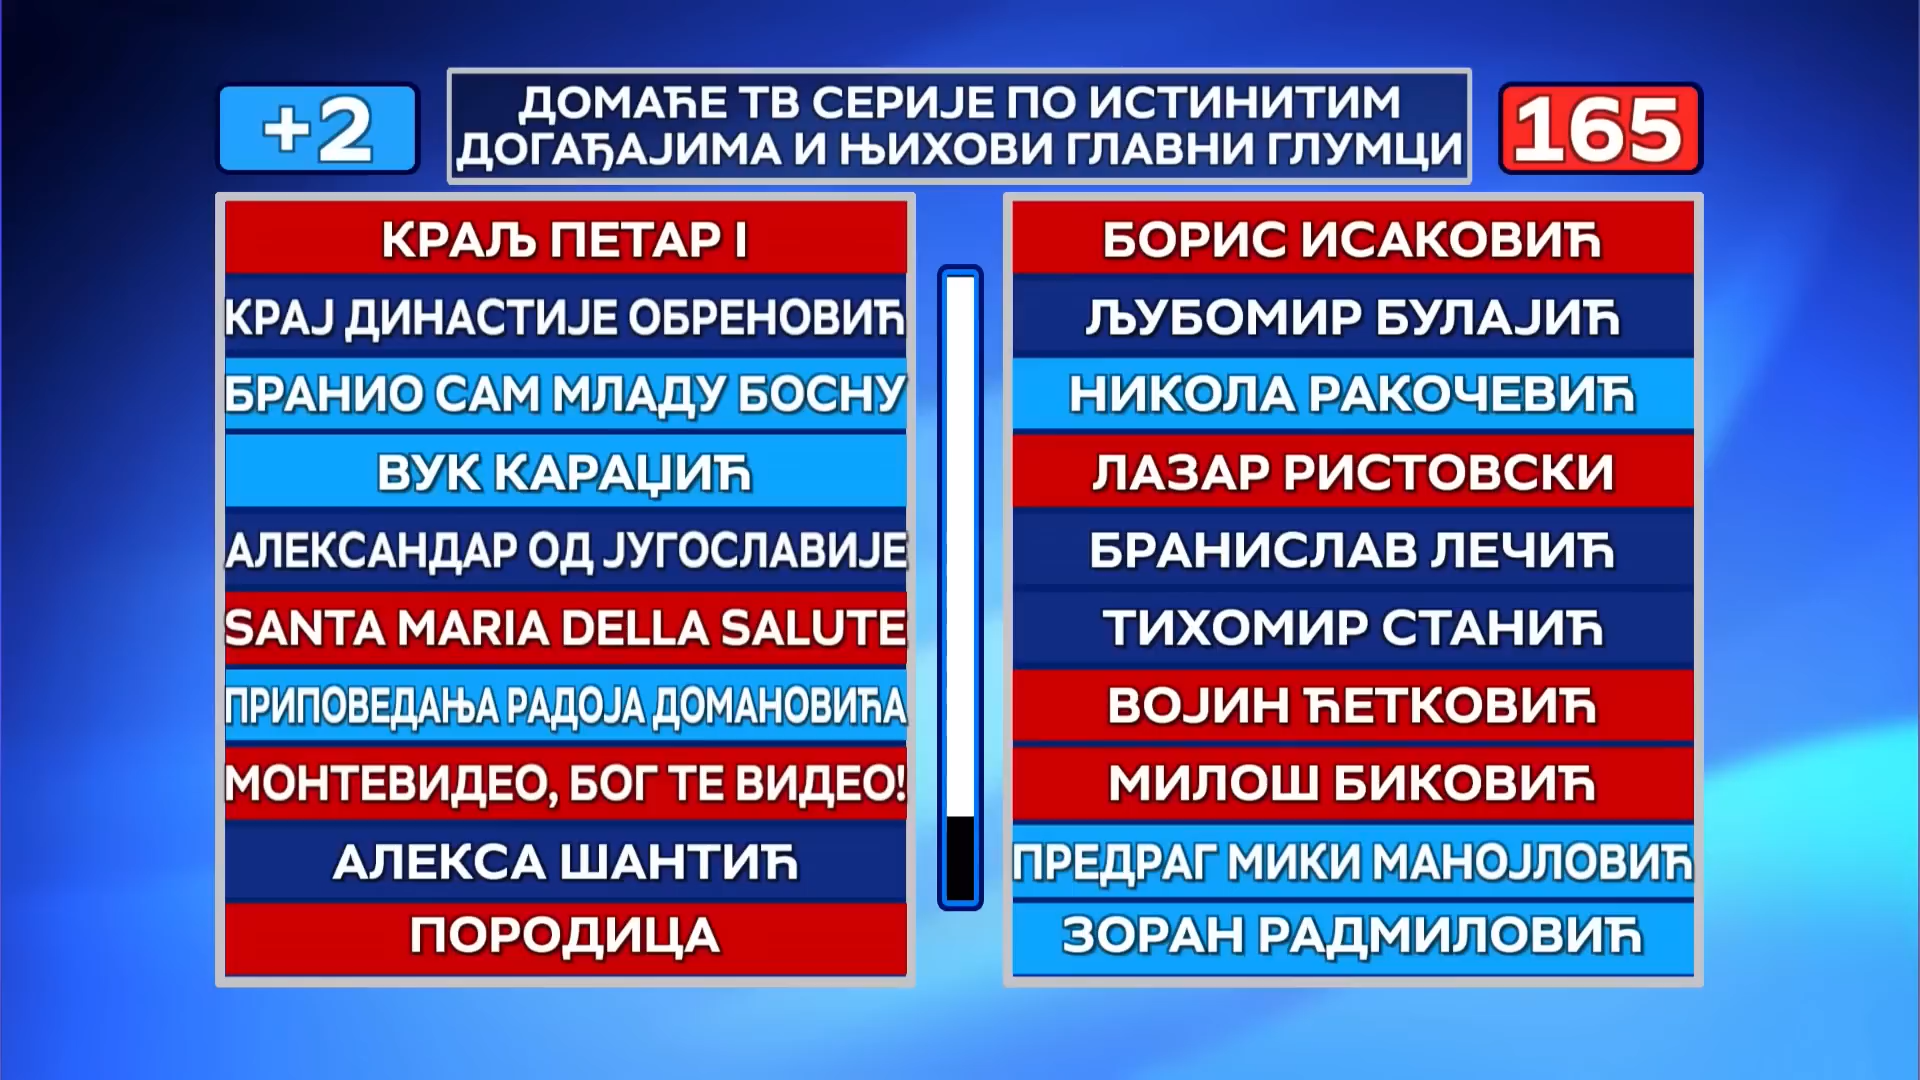 +2
ДОМАЋЕ ТВ СЕРИЈЕ ПО ИСТИНИТИМ
ДОГАЂАЈИМА И ЊИХОВИ ГЛАВНИ ГЛУМЦИ
165
КРАЉ ПЕТАР I
БОРИС ИСАКОВИЋ
КРАЈ ДИНАСТИЈЕ ОБРЕНОВИЋ
ЉУБОМИР БУЛАЈИЋ
БРАНИО САМ МЛАДУ БОСНУ
НИКОЛА РАКОЧЕВИЋ
ВУК КАРАЏИЋ
ЛАЗАР РИСТОВСКИ
АЛЕКСАНДАР ОД ЈУГОСЛАВИЈЕ
БРАНИСЛАВ ЛЕЧИЋ
SANTA MARIA DELLA SALUTE
ТИХОМИР СТАНИЋ
ПРИПОВЕДАЊА РАДОЈА ДОМАНОВИЋА
ВОЈИН ЋЕТКОВИЋ
МОНТЕВИДЕО, БОГ ТЕ ВИДЕО!
МИЛОШ БИКОВИЋ
АЛЕКСА ШАНТИЋ
ПРЕДРАГ МИКИ МАНОЈЛОВИЋ
ПОРОДИЦА
ЗОРАН РАДМИЛОВИЋ